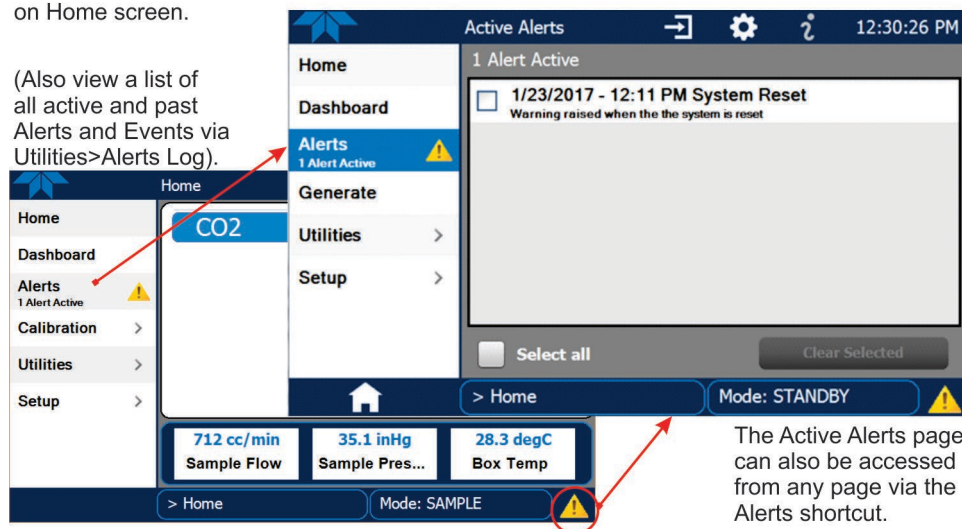 on Home screen.
(Also view a list of
all active and past
Alerts and Events via
Utilities>Alerts Log).
Active Alerts
12:30:26 PM
Home
Dashboard
Alerts
1 Alert Active
Generate
Utilities >
Setup >
1 Alert Active
1/23/2017 - 12:11 PM System Reset
Warning raised when the the system is reset
Select all
Clear Selected
> Home
Mode: STANDBY
Home
Home
Dashboard
Alerts
1 Alert Active
Calibration >
Utilities >
Setup >
CO2
712 cc/min
Sample Flow
35.1 inHg
Sample Pres...
28.3 degC
Box Temp
> Home
Mode: SAMPLE
The Active Alerts page
can also be accessed
from any page via the
Alerts shortcut.